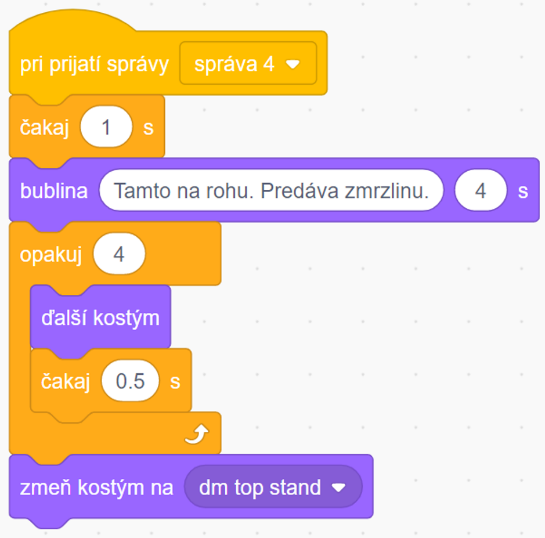 pri prijatí správy správa 4
čakaj 1 s
bublina Tamto na rohu. Predáva zmrzlinu. 4 s
opakuj 4
ďalší kostým
čakaj 0.5 s
zmeň kostým na dm top stand